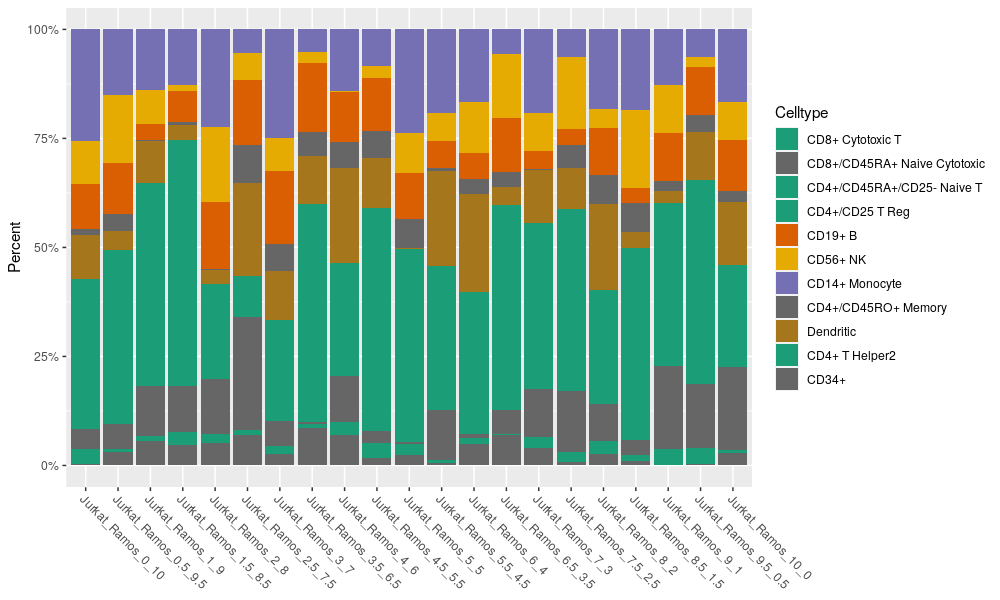 100%
75%
50%
25%
0%
Percent
Jurkat_Ramos_0_10
Jurkat_Ramos_0.5_9.5
Jurkat_Ramos_1_9
Jurkat_Ramos_1.5_8.5
Jurkat_Ramos_2_8
Jurkat_Ramos_2.5_7.5
Jurkat_Ramos_3_7
Jurkat_Ramos_3.5_6.5
Jurkat_Ramos_4_6
Jurkat_Ramos_4.5_5.5
Jurkat_Ramos_5_5
Jurkat_Ramos_5.5_4.5
Jurkat_Ramos_6_4
Jurkat_Ramos_6.5_3.5
Jurkat_Ramos_7_3
Jurkat_Ramos_7.5_2.5
Jurkat_Ramos_8_2
Jurkat_Ramos_8.5_1.5
Jurkat_Ramos_9_1
Jurkat_Ramos_9.5_0.5
Jurkat_Ramos_10_0
Celltype
CD8+ Cytotoxic T
CD8+/CD45RA+ Naive Cytotoxic
CD4+/CD45RA+/CD25- Naive T
CD4+/CD25 T Reg
CD19+ B
CD56+ NK
CD14+ Monocyte
CD4+/CD45RO+ Memory
Dendritic
CD4+ T Helper2
CD34+